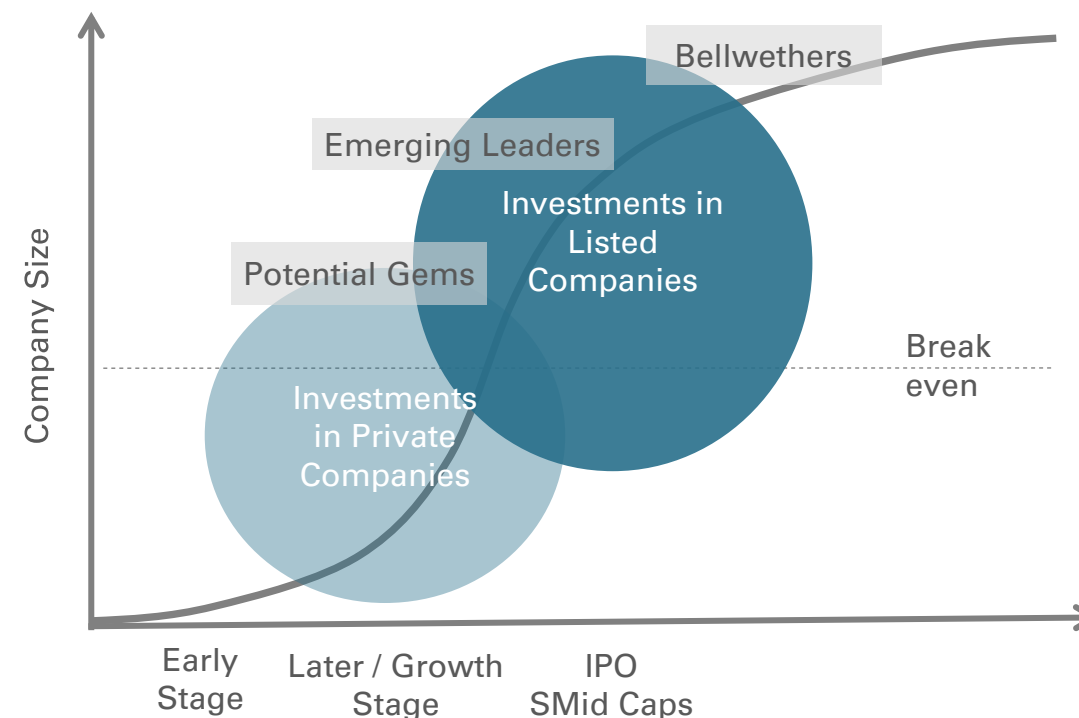 Bellwethers
Emerging Leaders
Investments in
Listed
Companies
Potential Gems
Company Size
Break
even
Investments
in Private
Companies
Early
Stage
Later / Growth
Stage
IPO
SMid Caps